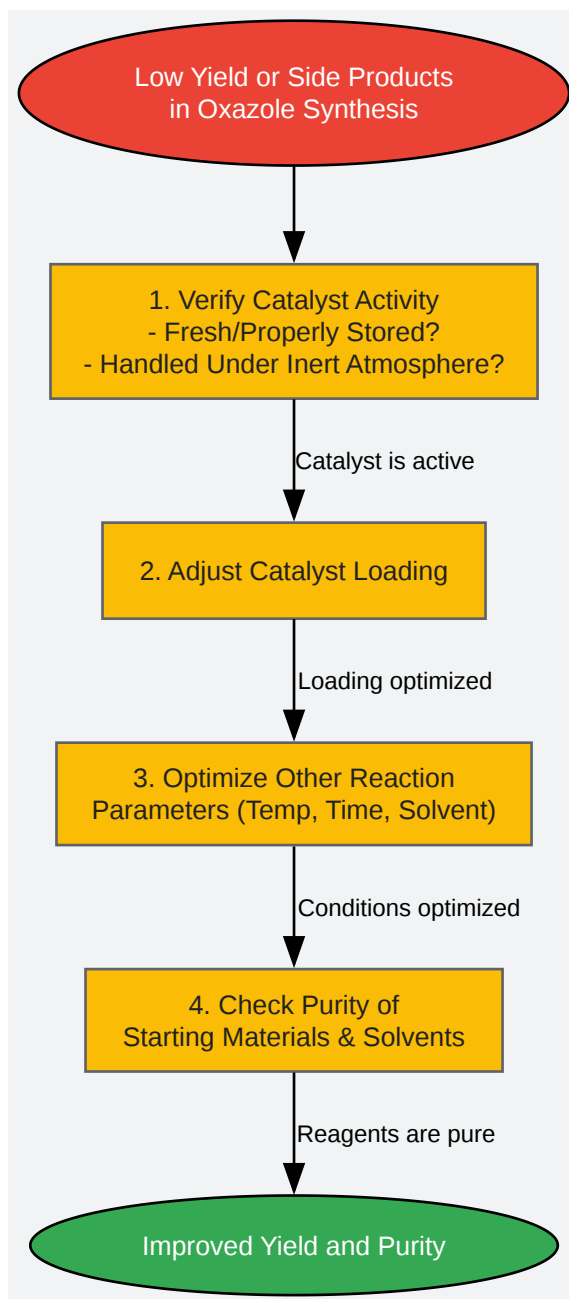 Low Yield or Side Products
in Oxazole Synthesis
1. Verify Catalyst Activity
- Fresh/Properly Stored?
- Handled Under Inert Atmosphere?
Catalyst is active
2. Adjust Catalyst Loading
Loading optimized
3. Optimize Other Reaction
Parameters (Temp, Time, Solvent)
Conditions optimized
4. Check Purity of
Starting Materials & Solvents
Reagents are pure
Improved Yield and Purity